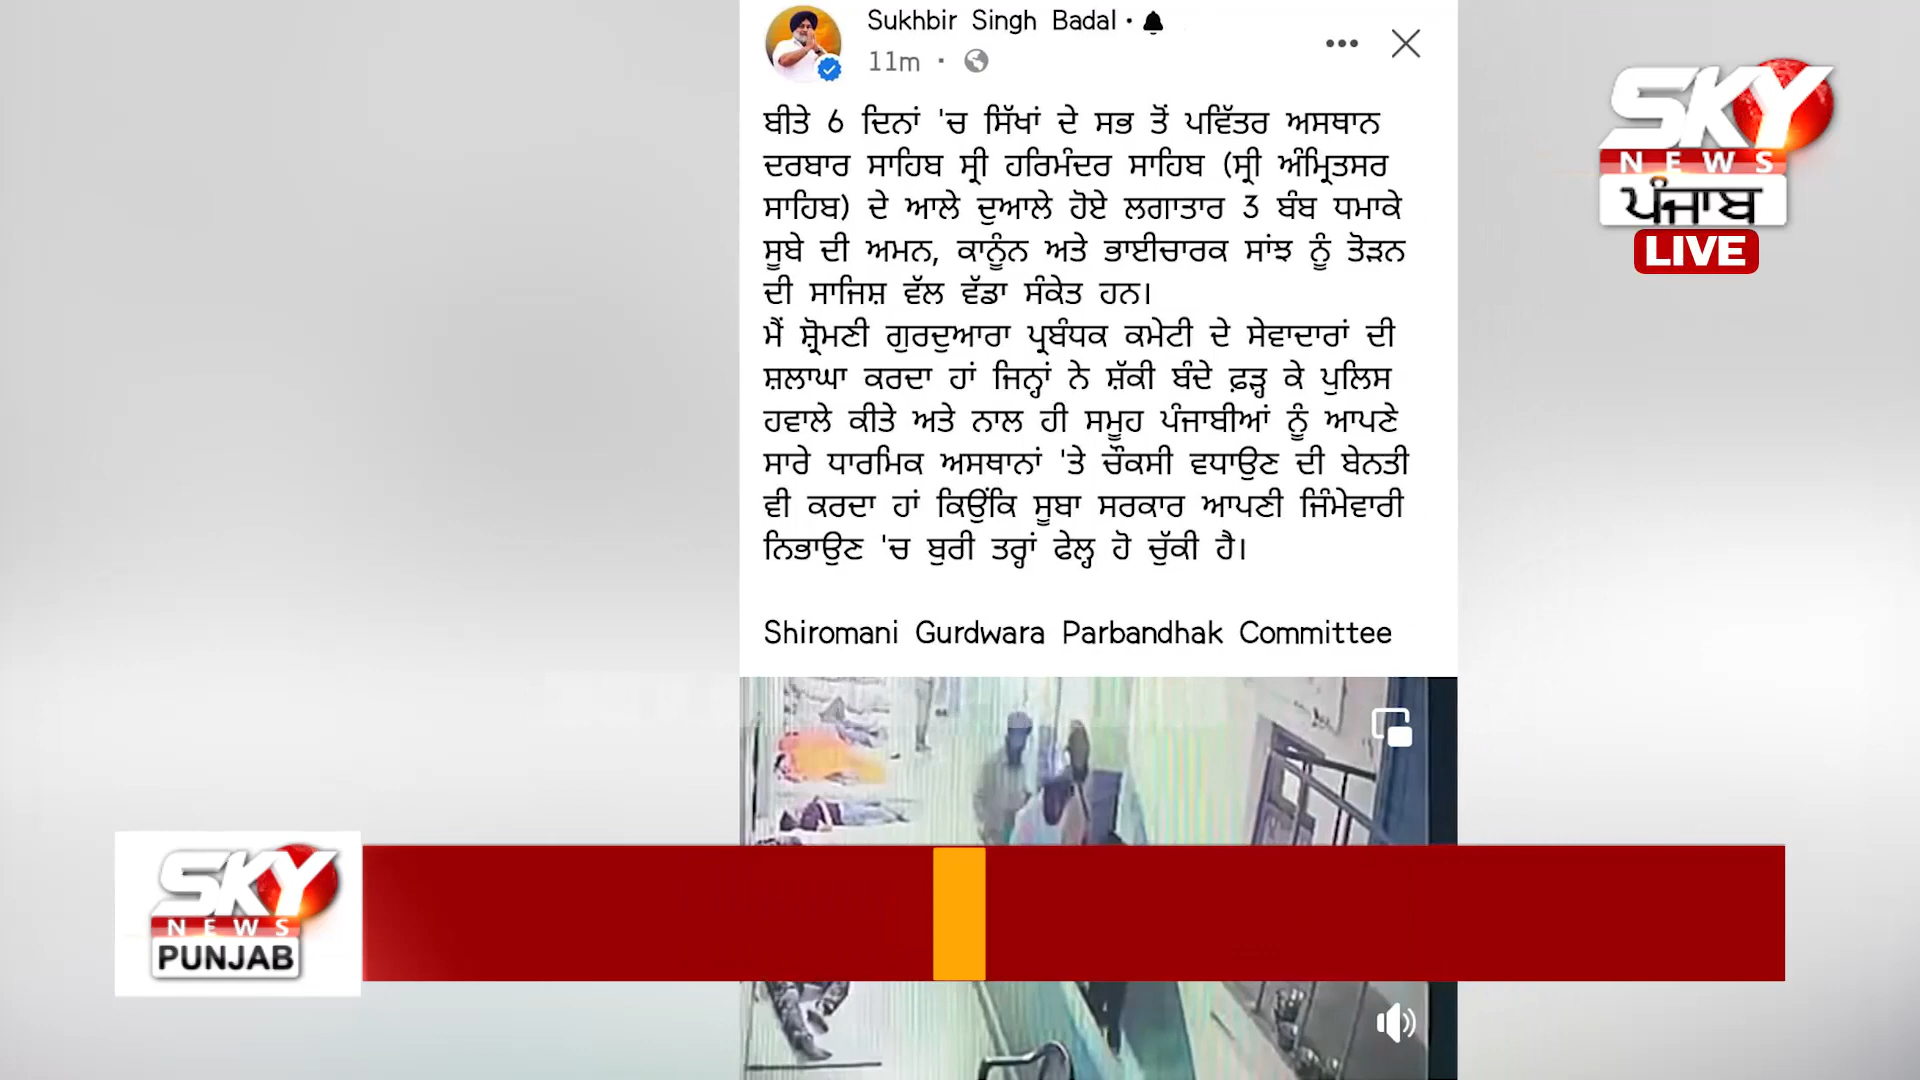 Sukhbir Singh Badal
11m
ਬੀਤੇ 6 ਦਿਨਾਂ 'ਚ ਸਿੱਖਾਂ ਦੇ ਸਭ ਤੋਂ ਪਵਿੱਤਰ ਅਸਥਾਨ
ਦਰਬਾਰ ਸਾਹਿਬ ਸ੍ਰੀ ਹਰਿਮੰਦਰ ਸਾਹਿਬ (ਸ੍ਰੀ ਅੰਮ੍ਰਿਤਸਰ
ਸਾਹਿਬ) ਦੇ ਆਲੇ ਦੁਆਲੇ ਹੋਏ ਲਗਾਤਾਰ 3 ਬੰਬ ਧਮਾਕੇ
ਸੂਬੇ ਦੀ ਅਮਨ, ਕਾਨੂੰਨ ਅਤੇ ਭਾਈਚਾਰਕ ਸਾਂਝ ਨੂੰ ਤੋੜਨ
ਦੀ ਸਾਜਿਸ਼ ਵੱਲ ਵੱਡਾ ਸੰਕੇਤ ਹਨ।
ਮੈਂ ਸ਼੍ਰੋਮਣੀ ਗੁਰਦੁਆਰਾ ਪ੍ਰਬੰਧਕ ਕਮੇਟੀ ਦੇ ਸੇਵਾਦਾਰਾਂ ਦੀ
ਸ਼ਲਾਘਾ ਕਰਦਾ ਹਾਂ ਜਿਨ੍ਹਾਂ ਨੇ ਸ਼ੱਕੀ ਬੰਦੇ ਫ਼ੜ੍ਹ ਕੇ ਪੁਲਿਸ
ਹਵਾਲੇ ਕੀਤੇ ਅਤੇ ਨਾਲ ਹੀ ਸਮੂਹ ਪੰਜਾਬੀਆਂ ਨੂੰ ਆਪਣੇ
ਸਾਰੇ ਧਾਰਮਿਕ ਅਸਥਾਨਾਂ 'ਤੇ ਚੌਕਸੀ ਵਧਾਉਣ ਦੀ ਬੇਨਤੀ
ਵੀ ਕਰਦਾ ਹਾਂ ਕਿਉਂਕਿ ਸੂਬਾ ਸਰਕਾਰ ਆਪਣੀ ਜਿੰਮੇਵਾਰੀ
ਨਿਭਾਉਣ 'ਚ ਬੁਰੀ ਤਰ੍ਹਾਂ ਫੇਲ੍ਹ ਹੋ ਚੁੱਕੀ ਹੈ।
Shiromani Gurdwara Parbandhak Committee
SKY
NEWS
ਪੰਜਾਬ
LIVE
SKY
NEWS
PUNJAB